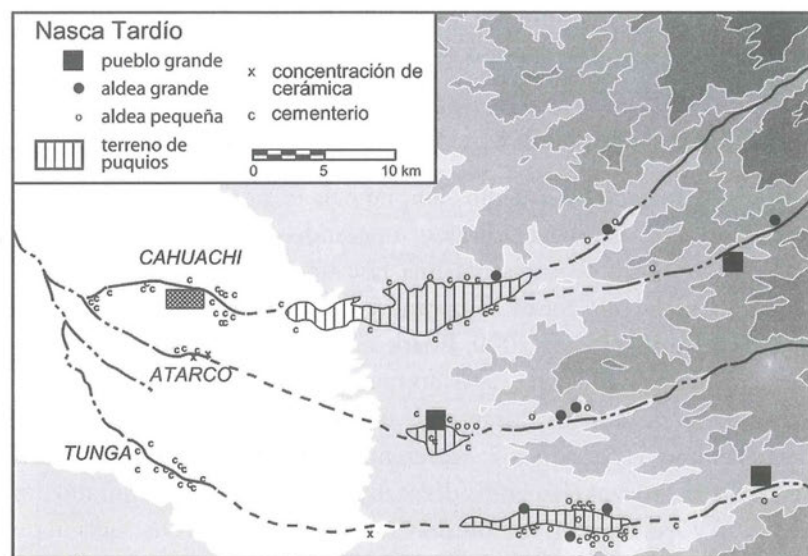 Nasca Tardío
pueblo grande
aldea grande
aldea pequeña
terreno de
puquios
x concentración de
cerámica
c cementerio
0 5 10 km
CAHUACHI
ATARCO
TUNGA